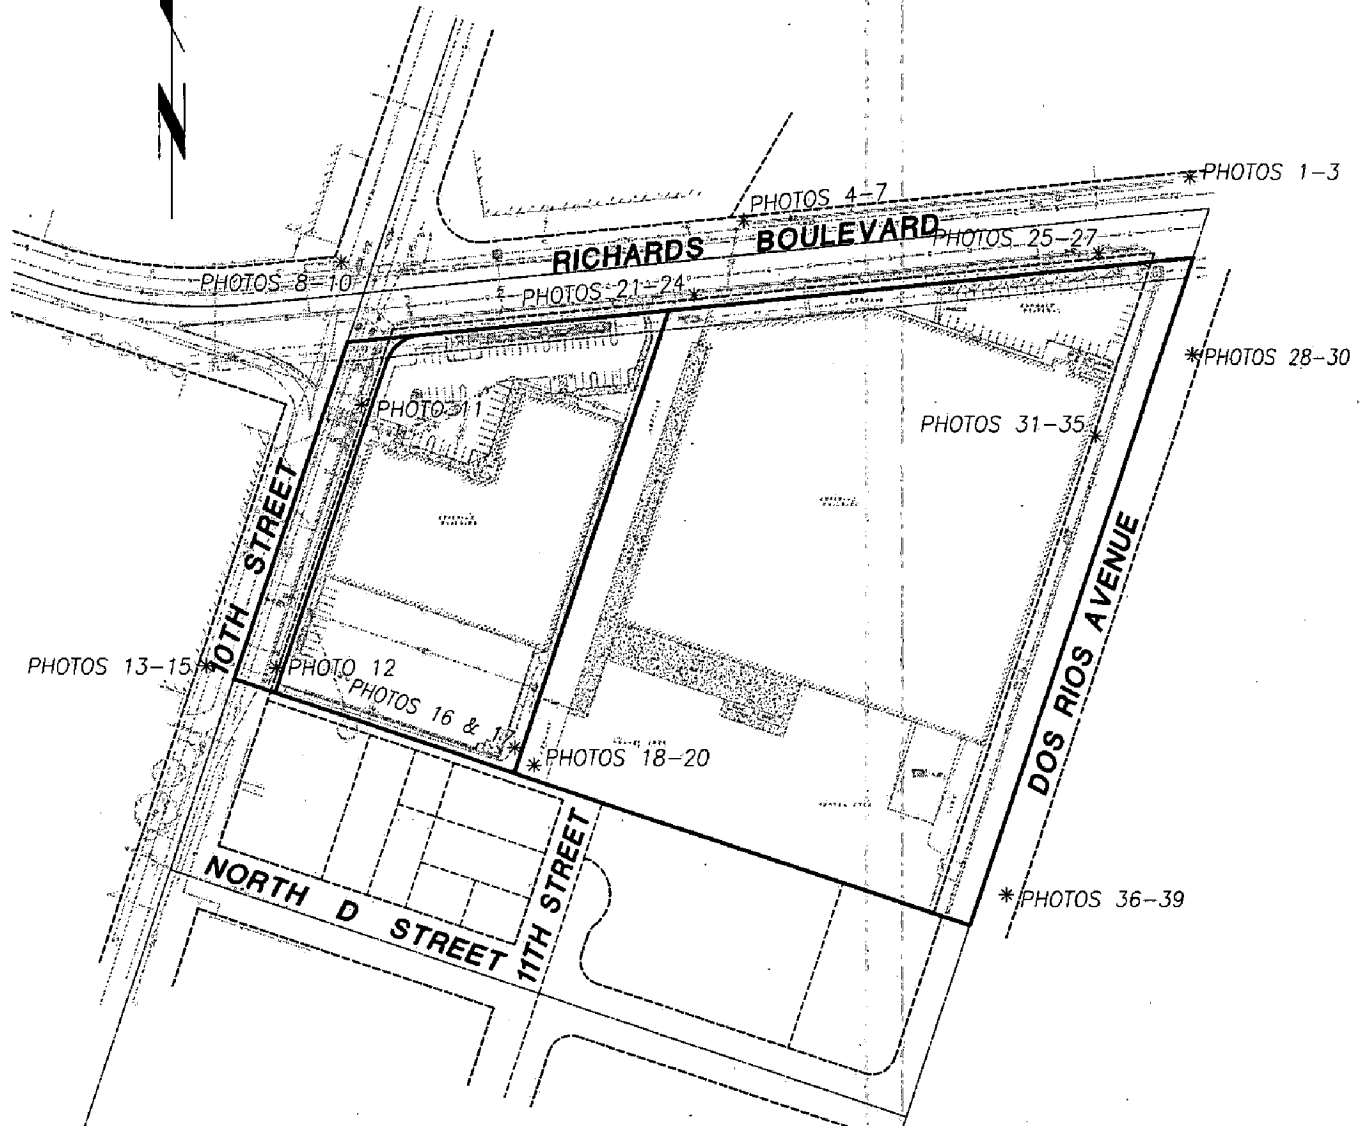 N
PHOTOS 1-3
PHOTOS 4-7
RICHARDS BOULEVARD
PHOTOS 25-27
PHOTOS 8-10
PHOTOS 21-24
PHOTOS 28-30
PHOTO 11
PHOTOS 31-35
10TH STREET
DOS RIOS AVENUE
PHOTOS 13-15
PHOTO 12
PHOTOS 16 & 17
PHOTOS 18-20
NORTH D STREET
11TH STREET
PHOTOS 36-39